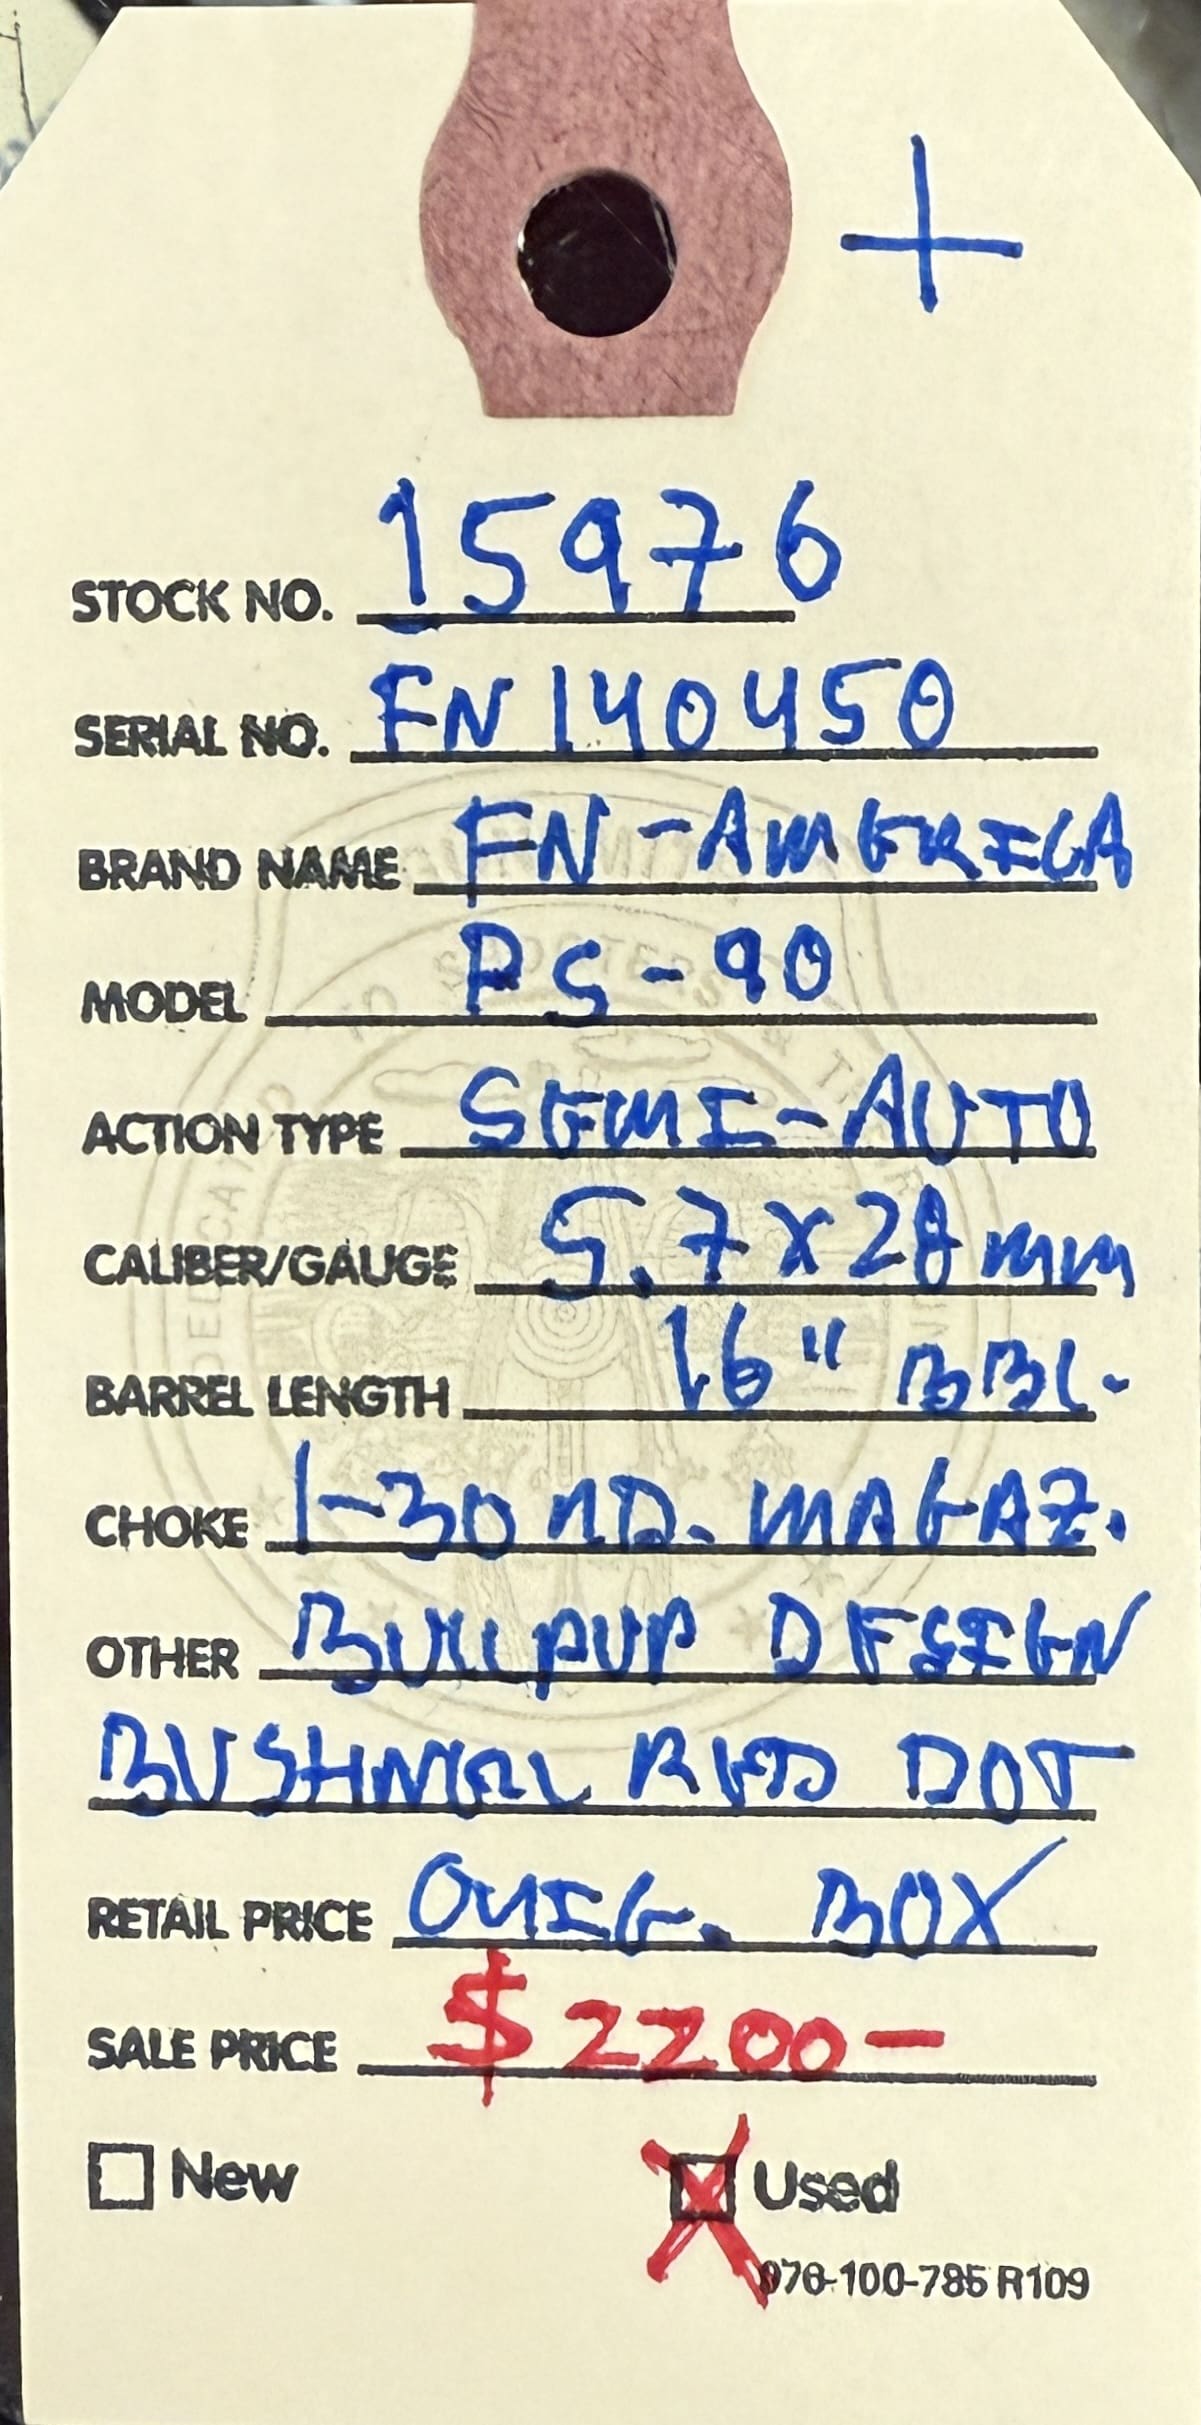 +
STOCK NO. 15976
SERIAL NO. FN140450
BRAND NAME FN-AMERICA
MODEL PS-90
ACTION TYPE SEMI-AUTO
CALIBER/GAUGE 5.7x28mm
BARREL LENGTH 16" BBL.
CHOKE 1-30 RD. MAGAZ.
OTHER BULLPUP DESIGN
BUSHNELL RED DOT
RETAIL PRICE ORIG. BOX
SALE PRICE $2200-
New X Used
976-100-785 R109